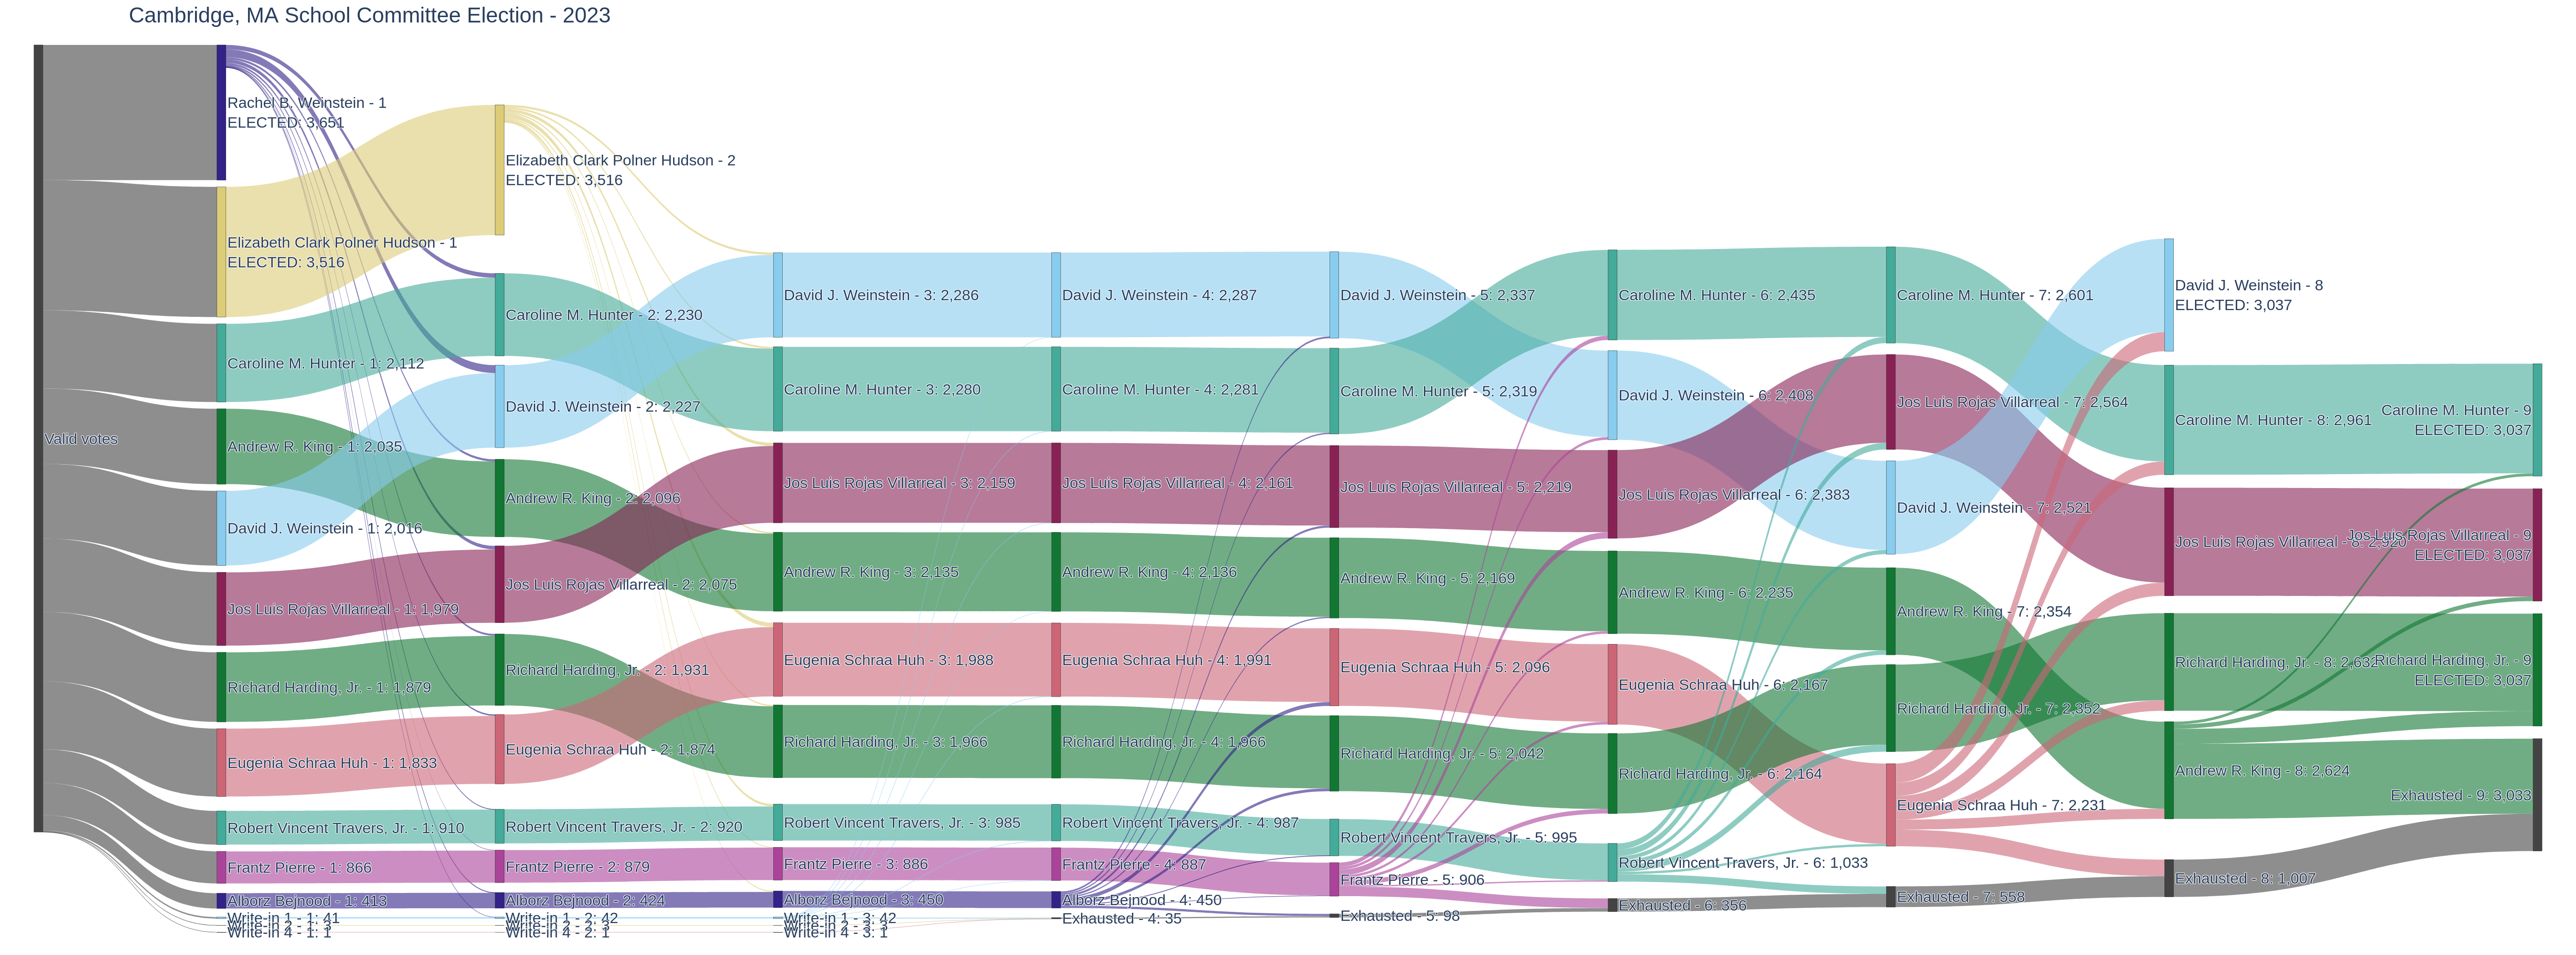 Cambridge, MA School Committee Election - 2023
Valid votes
Rachel B. Weinstein - 1
ELECTED: 3,651
Elizabeth Clark Polner Hudson - 1
ELECTED: 3,516
Caroline M. Hunter - 1: 2,112
Andrew R. King - 1: 2,035
David J. Weinstein - 1: 2,016
Jos Luis Rojas Villarreal - 1: 1,979
Richard Harding, Jr. - 1: 1,879
Eugenia Schraa Huh - 1: 1,833
Robert Vincent Travers, Jr. - 1: 910
Frantz Pierre - 1: 866
Alborz Bejnood - 1: 413
Write-in 1 - 1: 41
Write-in 2 - 1: 3
Write-in 4 - 1: 1
Elizabeth Clark Polner Hudson - 2
ELECTED: 3,516
Caroline M. Hunter - 2: 2,230
David J. Weinstein - 2: 2,227
Andrew R. King - 2: 2,096
Jos Luis Rojas Villarreal - 2: 2,075
Richard Harding, Jr. - 2: 1,931
Eugenia Schraa Huh - 2: 1,874
Robert Vincent Travers, Jr. - 2: 920
Frantz Pierre - 2: 879
Alborz Bejnood - 2: 424
Write-in 1 - 2: 42
Write-in 2 - 2: 3
Write-in 4 - 2: 1
David J. Weinstein - 3: 2,286
Caroline M. Hunter - 3: 2,280
Jos Luis Rojas Villarreal - 3: 2,159
Andrew R. King - 3: 2,135
Eugenia Schraa Huh - 3: 1,988
Richard Harding, Jr. - 3: 1,966
Robert Vincent Travers, Jr. - 3: 985
Frantz Pierre - 3: 886
Alborz Bejnood - 3: 450
Write-in 1 - 3: 42
Write-in 2 - 3: 3
Write-in 4 - 3: 1
David J. Weinstein - 4: 2,287
Caroline M. Hunter - 4: 2,281
Jos Luis Rojas Villarreal - 4: 2,161
Andrew R. King - 4: 2,136
Eugenia Schraa Huh - 4: 1,991
Richard Harding, Jr. - 4: 1,966
Robert Vincent Travers, Jr. - 4: 987
Frantz Pierre - 4: 887
Alborz Bejnood - 4: 450
Exhausted - 4: 35
David J. Weinstein - 5: 2,337
Caroline M. Hunter - 5: 2,319
Jos Luis Rojas Villarreal - 5: 2,219
Andrew R. King - 5: 2,169
Eugenia Schraa Huh - 5: 2,096
Richard Harding, Jr. - 5: 2,042
Robert Vincent Travers, Jr. - 5: 995
Frantz Pierre - 5: 906
Exhausted - 5: 98
Caroline M. Hunter - 6: 2,435
David J. Weinstein - 6: 2,408
Jos Luis Rojas Villarreal - 6: 2,383
Andrew R. King - 6: 2,235
Eugenia Schraa Huh - 6: 2,167
Richard Harding, Jr. - 6: 2,164
Robert Vincent Travers, Jr. - 6: 1,033
Exhausted - 6: 356
Caroline M. Hunter - 7: 2,601
Jos Luis Rojas Villarreal - 7: 2,564
David J. Weinstein - 7: 2,521
Andrew R. King - 7: 2,354
Richard Harding, Jr. - 7: 2,352
Eugenia Schraa Huh - 7: 2,231
Exhausted - 7: 558
David J. Weinstein - 8
ELECTED: 3,037
Caroline M. Hunter - 8: 2,961
Jos Luis Rojas Villarreal - 8: 2,920
Richard Harding, Jr. - 8: 2,632
Andrew R. King - 8: 2,624
Exhausted - 8: 1,007
Caroline M. Hunter - 9
ELECTED: 3,037
Jos Luis Rojas Villarreal - 9
ELECTED: 3,037
Richard Harding, Jr. - 9
ELECTED: 3,037
Exhausted - 9: 3,033